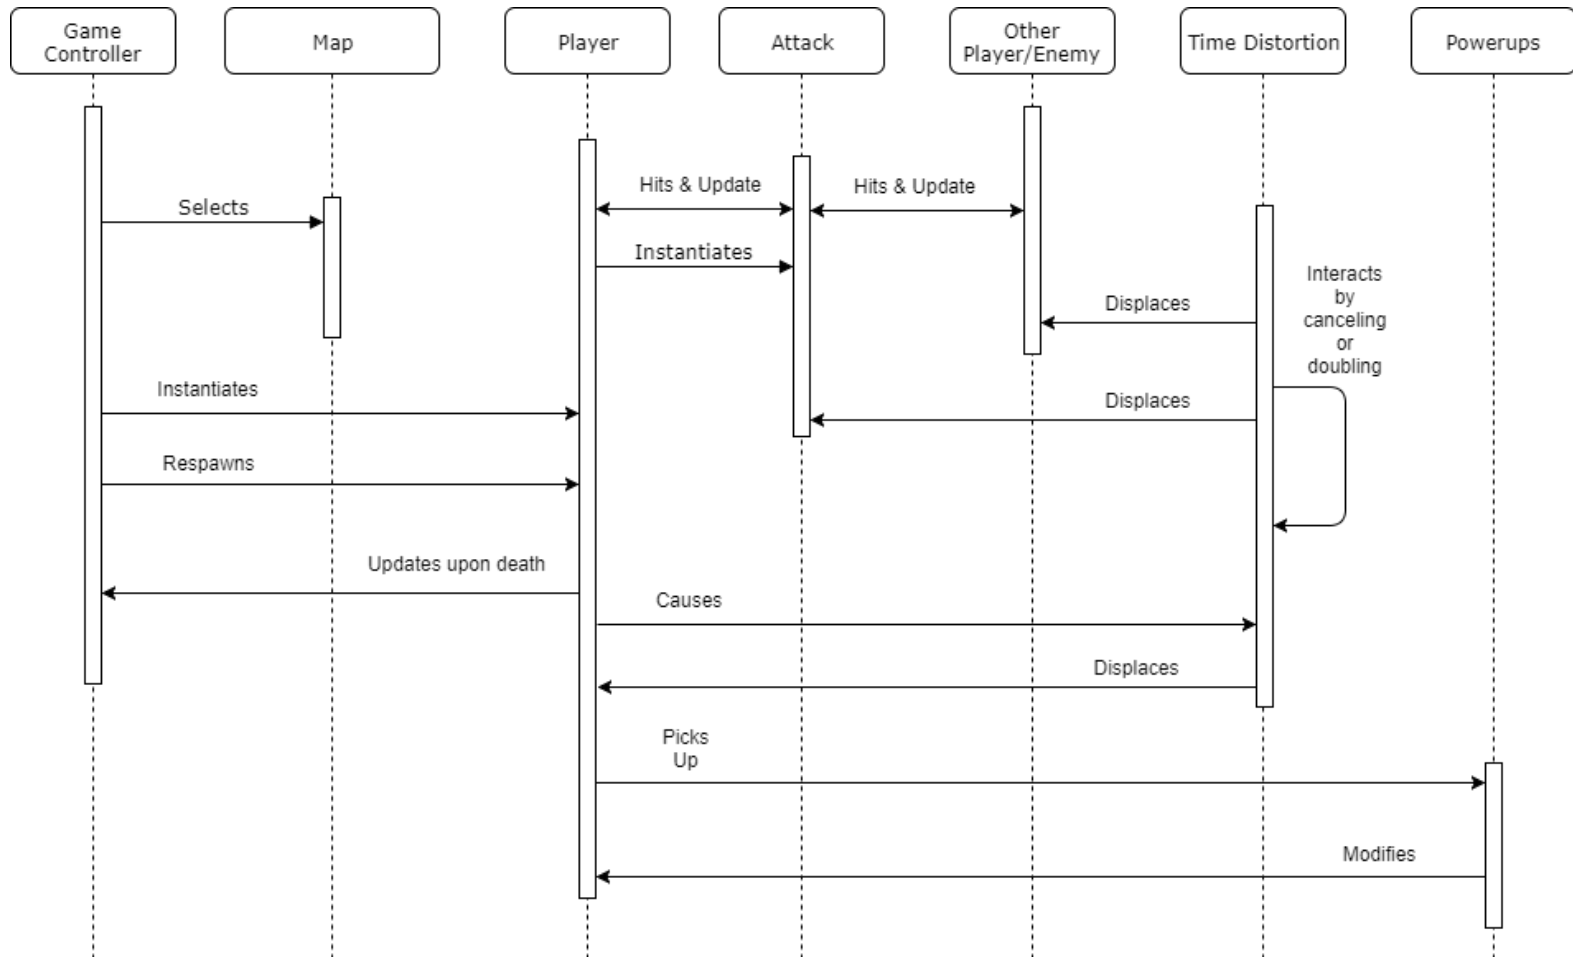 Game
Controller
Map
Player
Attack
Other
Player/Enemy
Time Distortion
Powerups
Hits & Update
Hits & Update
Selects
Instantiates
Interacts
by
canceling
or
doubling
Displaces
Instantiates
Displaces
Respawns
Updates upon death
Causes
Displaces
Picks
Up
Modifies